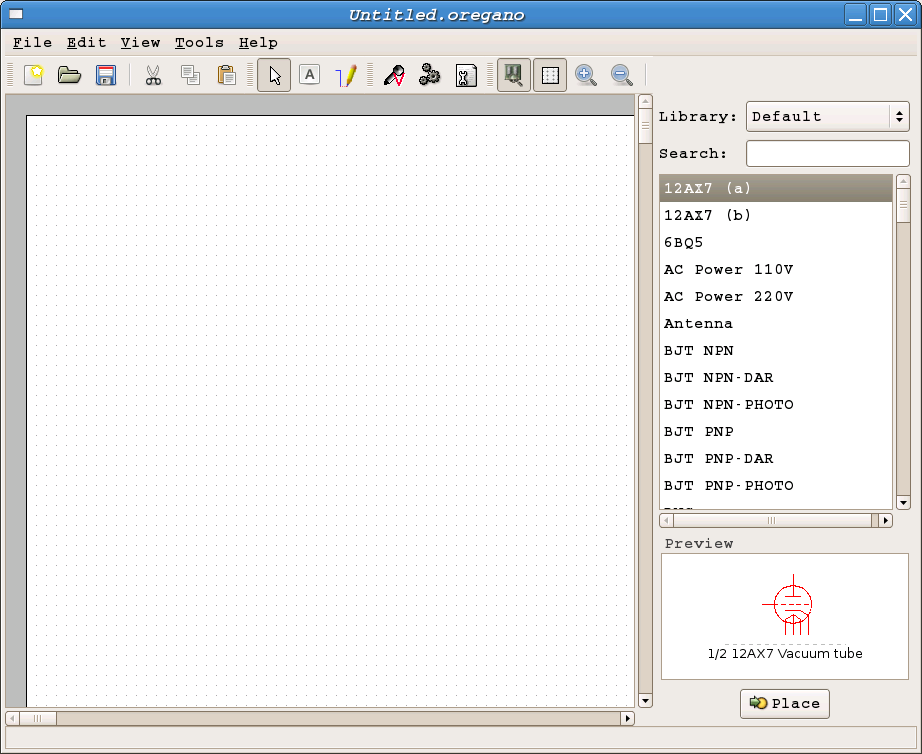 Untitled.oregano
File Edit View Tools Help
A
Library: Default
Search:
12AX7 (a)
12AX7 (b)
6BQ5
AC Power 110V
AC Power 220V
Antenna
BJT NPN
BJT NPN-DAR
BJT NPN-PHOTO
BJT PNP
BJT PNP-DAR
BJT PNP-PHOTO
Preview
1/2 12AX7 Vacuum tube
Place